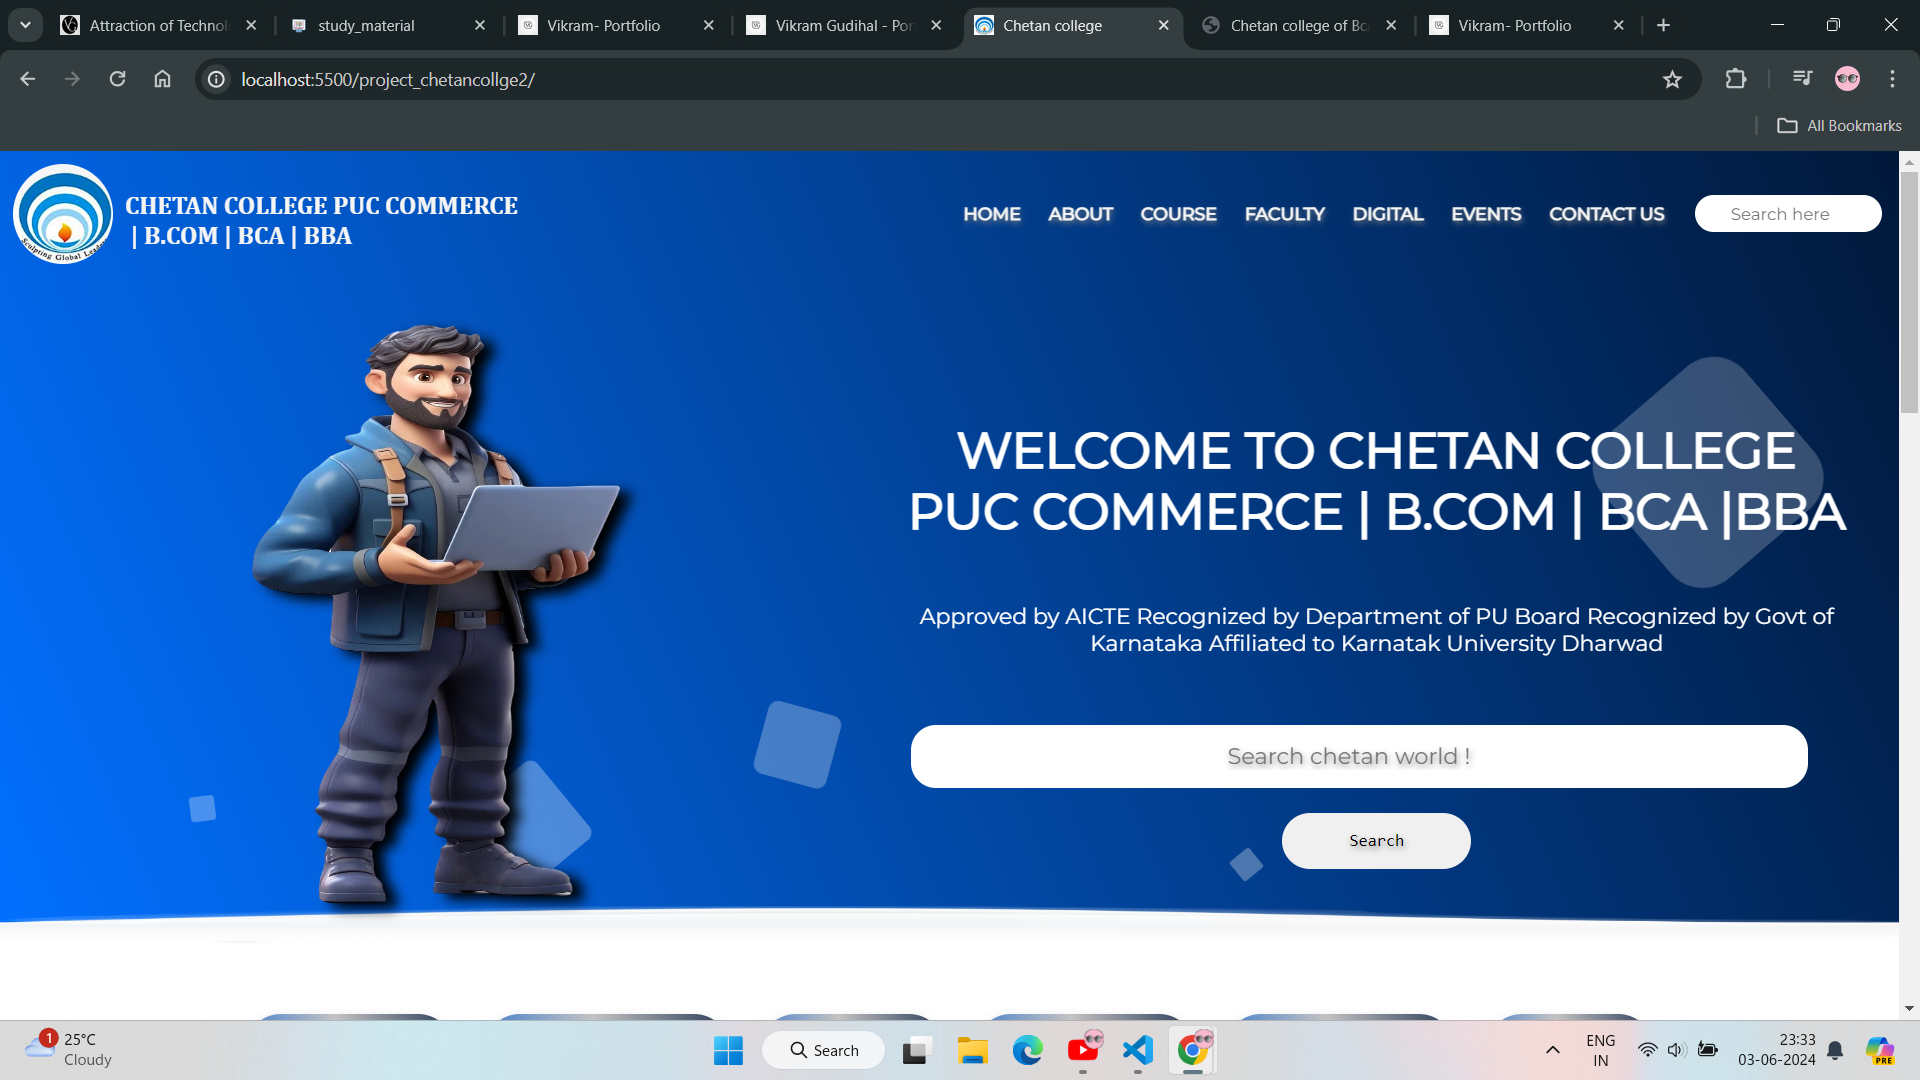 Attraction of Technol
study_material
Vikram- Portfolio
Vikram Gudihal - Por
Chetan college
Chetan college of Bca
Vikram- Portfolio
localhost:5500/project_chetancollge2/
All Bookmarks
Sculpting Global Leader
CHETAN COLLEGE PUC COMMERCE
| B.COM | BCA | BBA
HOME ABOUT COURSE FACULTY DIGITAL EVENTS CONTACT US
Search here
WELCOME TO CHETAN COLLEGE
PUC COMMERCE | B.COM | BCA |BBA
Approved by AICTE Recognized by Department of PU Board Recognized by Govt of
Karnataka Affiliated to Karnatak University Dharwad
Search chetan world !
Search
1
25°C
Cloudy
Search
ENG
IN
23:33
03-06-2024
PRE